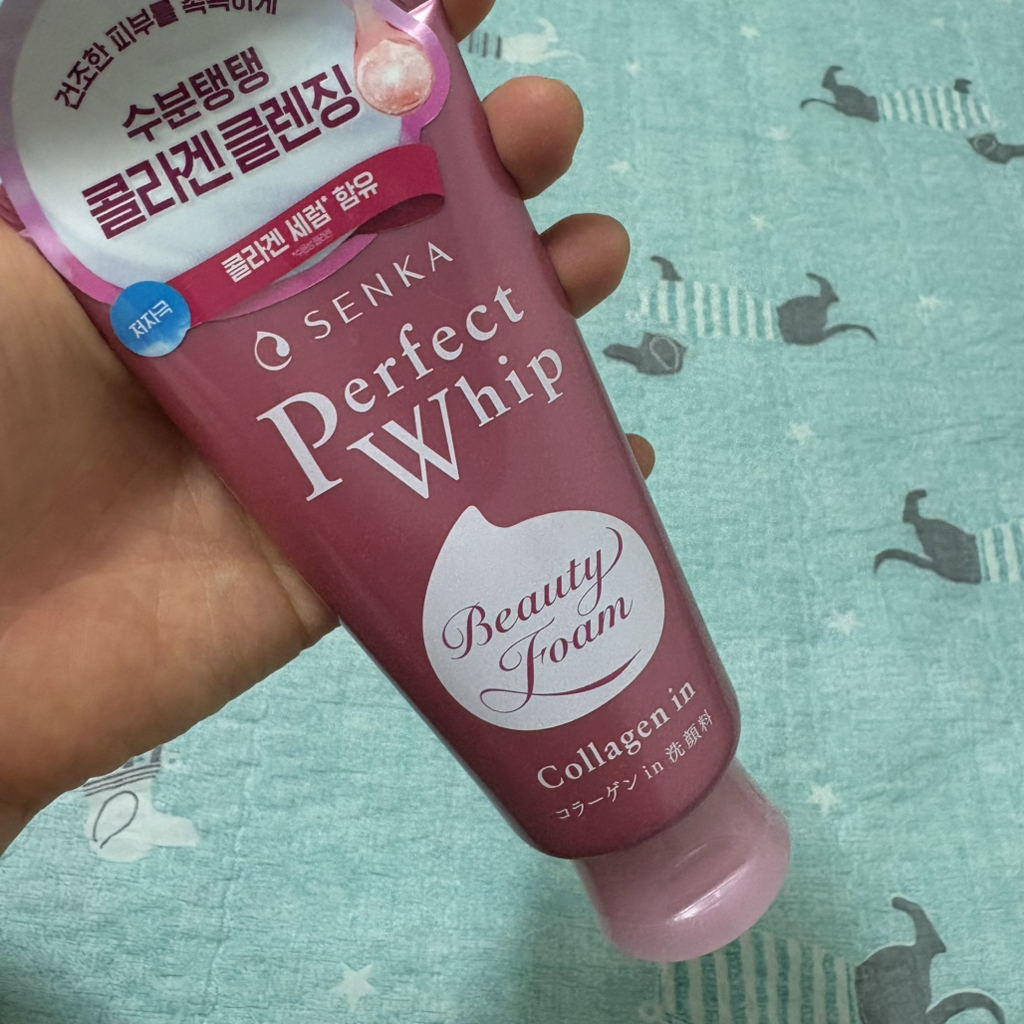 건조한 피부를 촉촉하게
수분탱탱
콜라겐 클렌징
콜라겐 세럼* 함유
저자극
SENKA
Perfect
Whip
Beauty
Foam
Collagen in
コラーゲン in 洗顔料